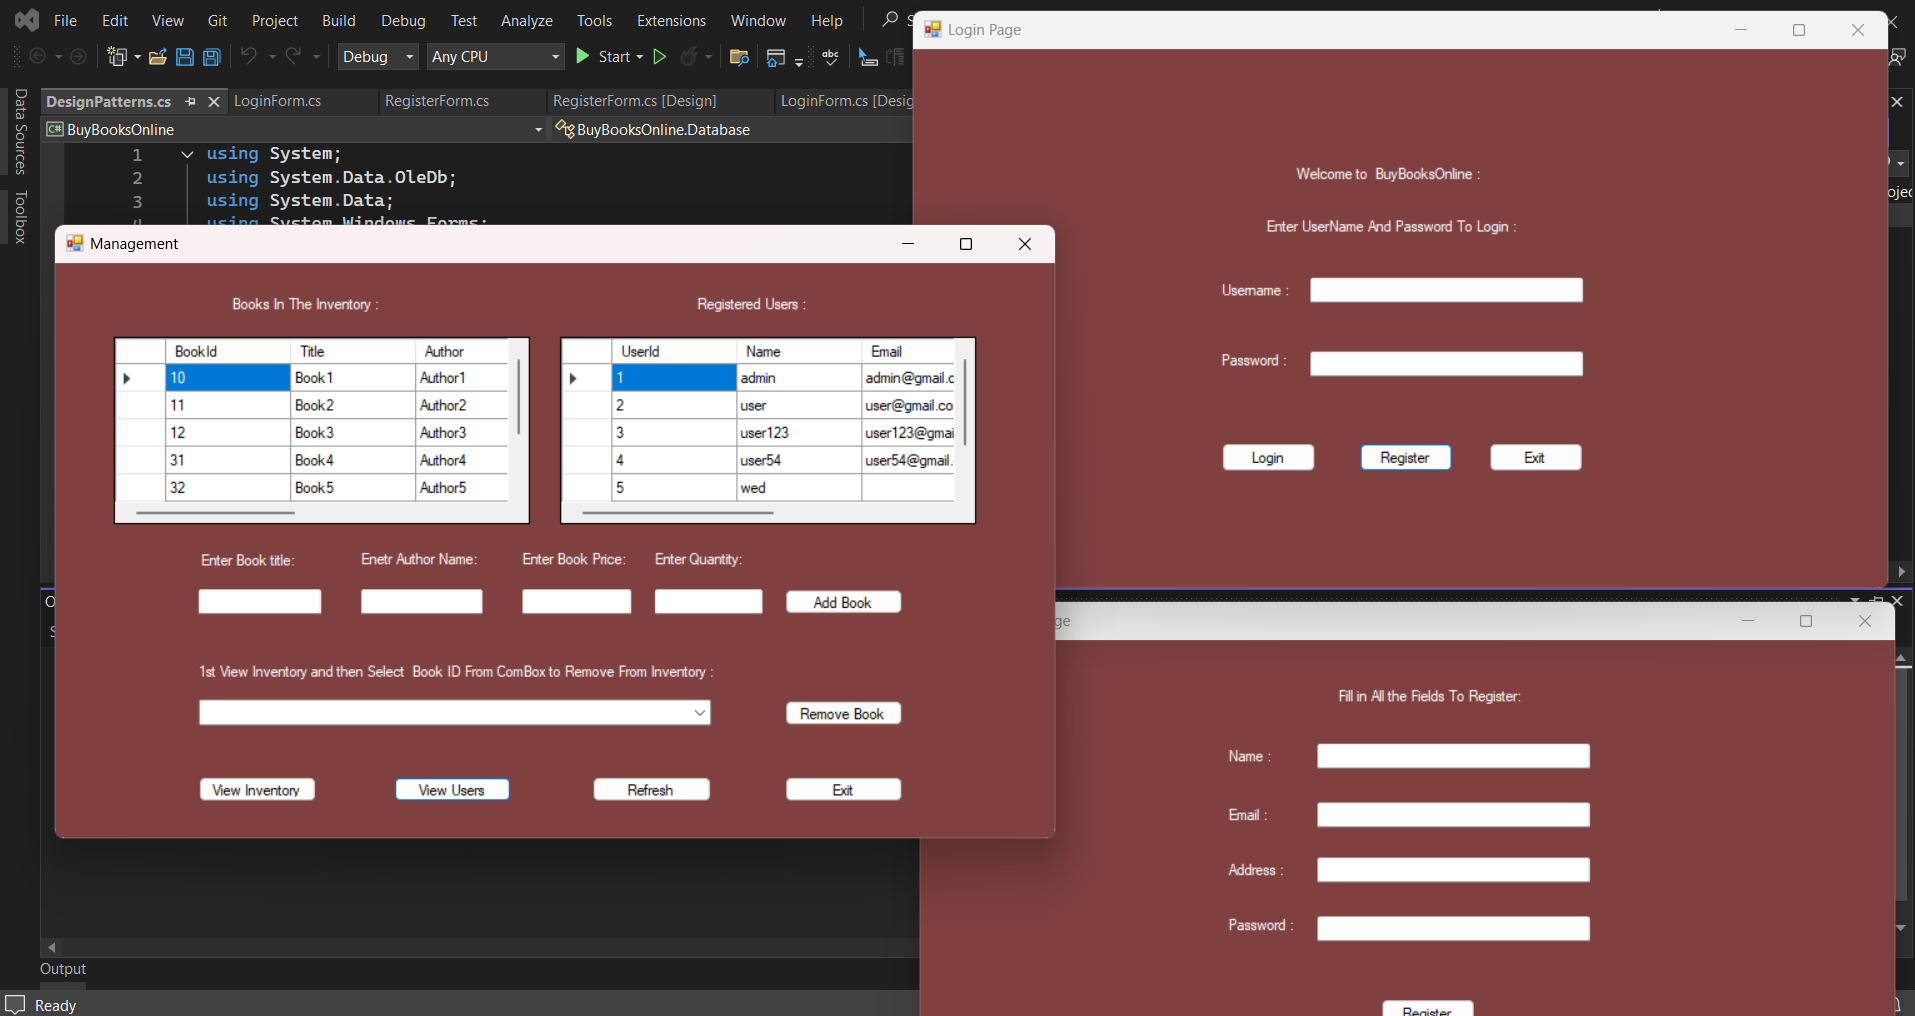 File Edit View Git Project Build Debug Test Analyze Tools Extensions Window Help
Debug Any CPU Start
Data Sources
Toolbox
DesignPatterns.cs LoginForm.cs RegisterForm.cs RegisterForm.cs [Design] LoginForm.cs [Desig
C# BuyBooksOnline BuyBooksOnline.Database
1 using System;
2 using System.Data.OleDb;
3 using System.Data;
4 using System.Windows.Forms;
Login Page
Welcome to BuyBooksOnline :
Enter UserName And Password To Login :
Username :
Password :
Login Register Exit
Management
Books In The Inventory :
BookId Title Author
10 Book1 Author1
11 Book2 Author2
12 Book3 Author3
31 Book4 Author4
32 Book5 Author5
Registered Users :
UserId Name Email
1 admin admin@gmail.c
2 user user@gmail.co
3 user123 user123@gmai
4 user54 user54@gmail.
5 wed
Enter Book title: Enetr Author Name: Enter Book Price: Enter Quantity:
Add Book
1st View Inventory and then Select Book ID From ComBox to Remove From Inventory :
Remove Book
View Inventory View Users Refresh Exit
ge
Fill in All the Fields To Register:
Name :
Email :
Address :
Password :
Register
Output
Ready